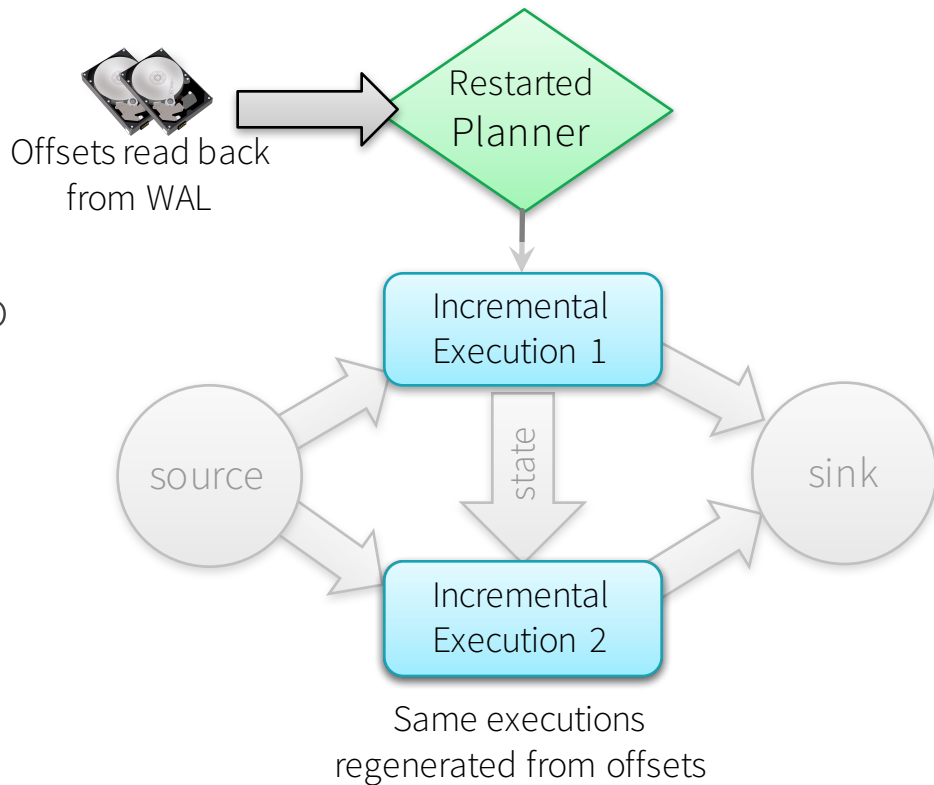 Restarted
Planner
Offsets read back
from WAL
Incremental
Execution 1
source
state
sink
Incremental
Execution 2
Same executions
regenerated from offsets